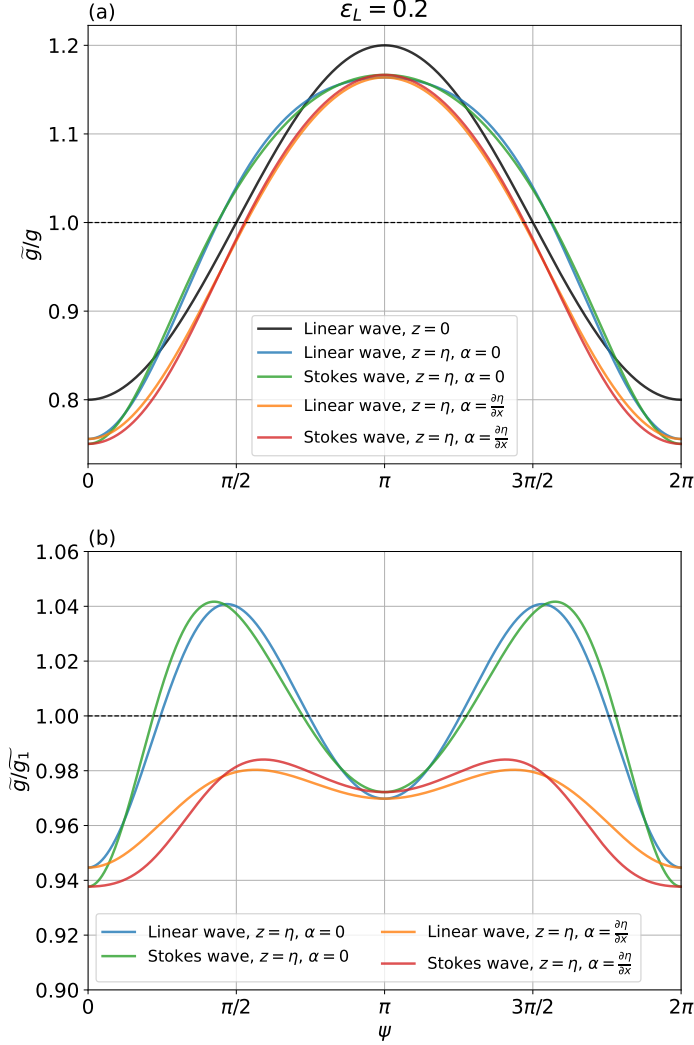 (a)
ε_L = 0.2
1.2
1.1
1.0
0.9
0.8
g̃/g
Linear wave, z = 0
Linear wave, z = η, α = 0
Stokes wave, z = η, α = 0
Linear wave, z = η, α = ∂η/∂x
Stokes wave, z = η, α = ∂η/∂x
0 π/2 π 3π/2 2π
(b)
1.06
1.04
1.02
1.00
0.98
0.96
0.94
0.92
0.90
g̃/g̃₁
Linear wave, z = η, α = 0
Stokes wave, z = η, α = 0
Linear wave, z = η, α = ∂η/∂x
Stokes wave, z = η, α = ∂η/∂x
0 π/2 π 3π/2 2π
ψ